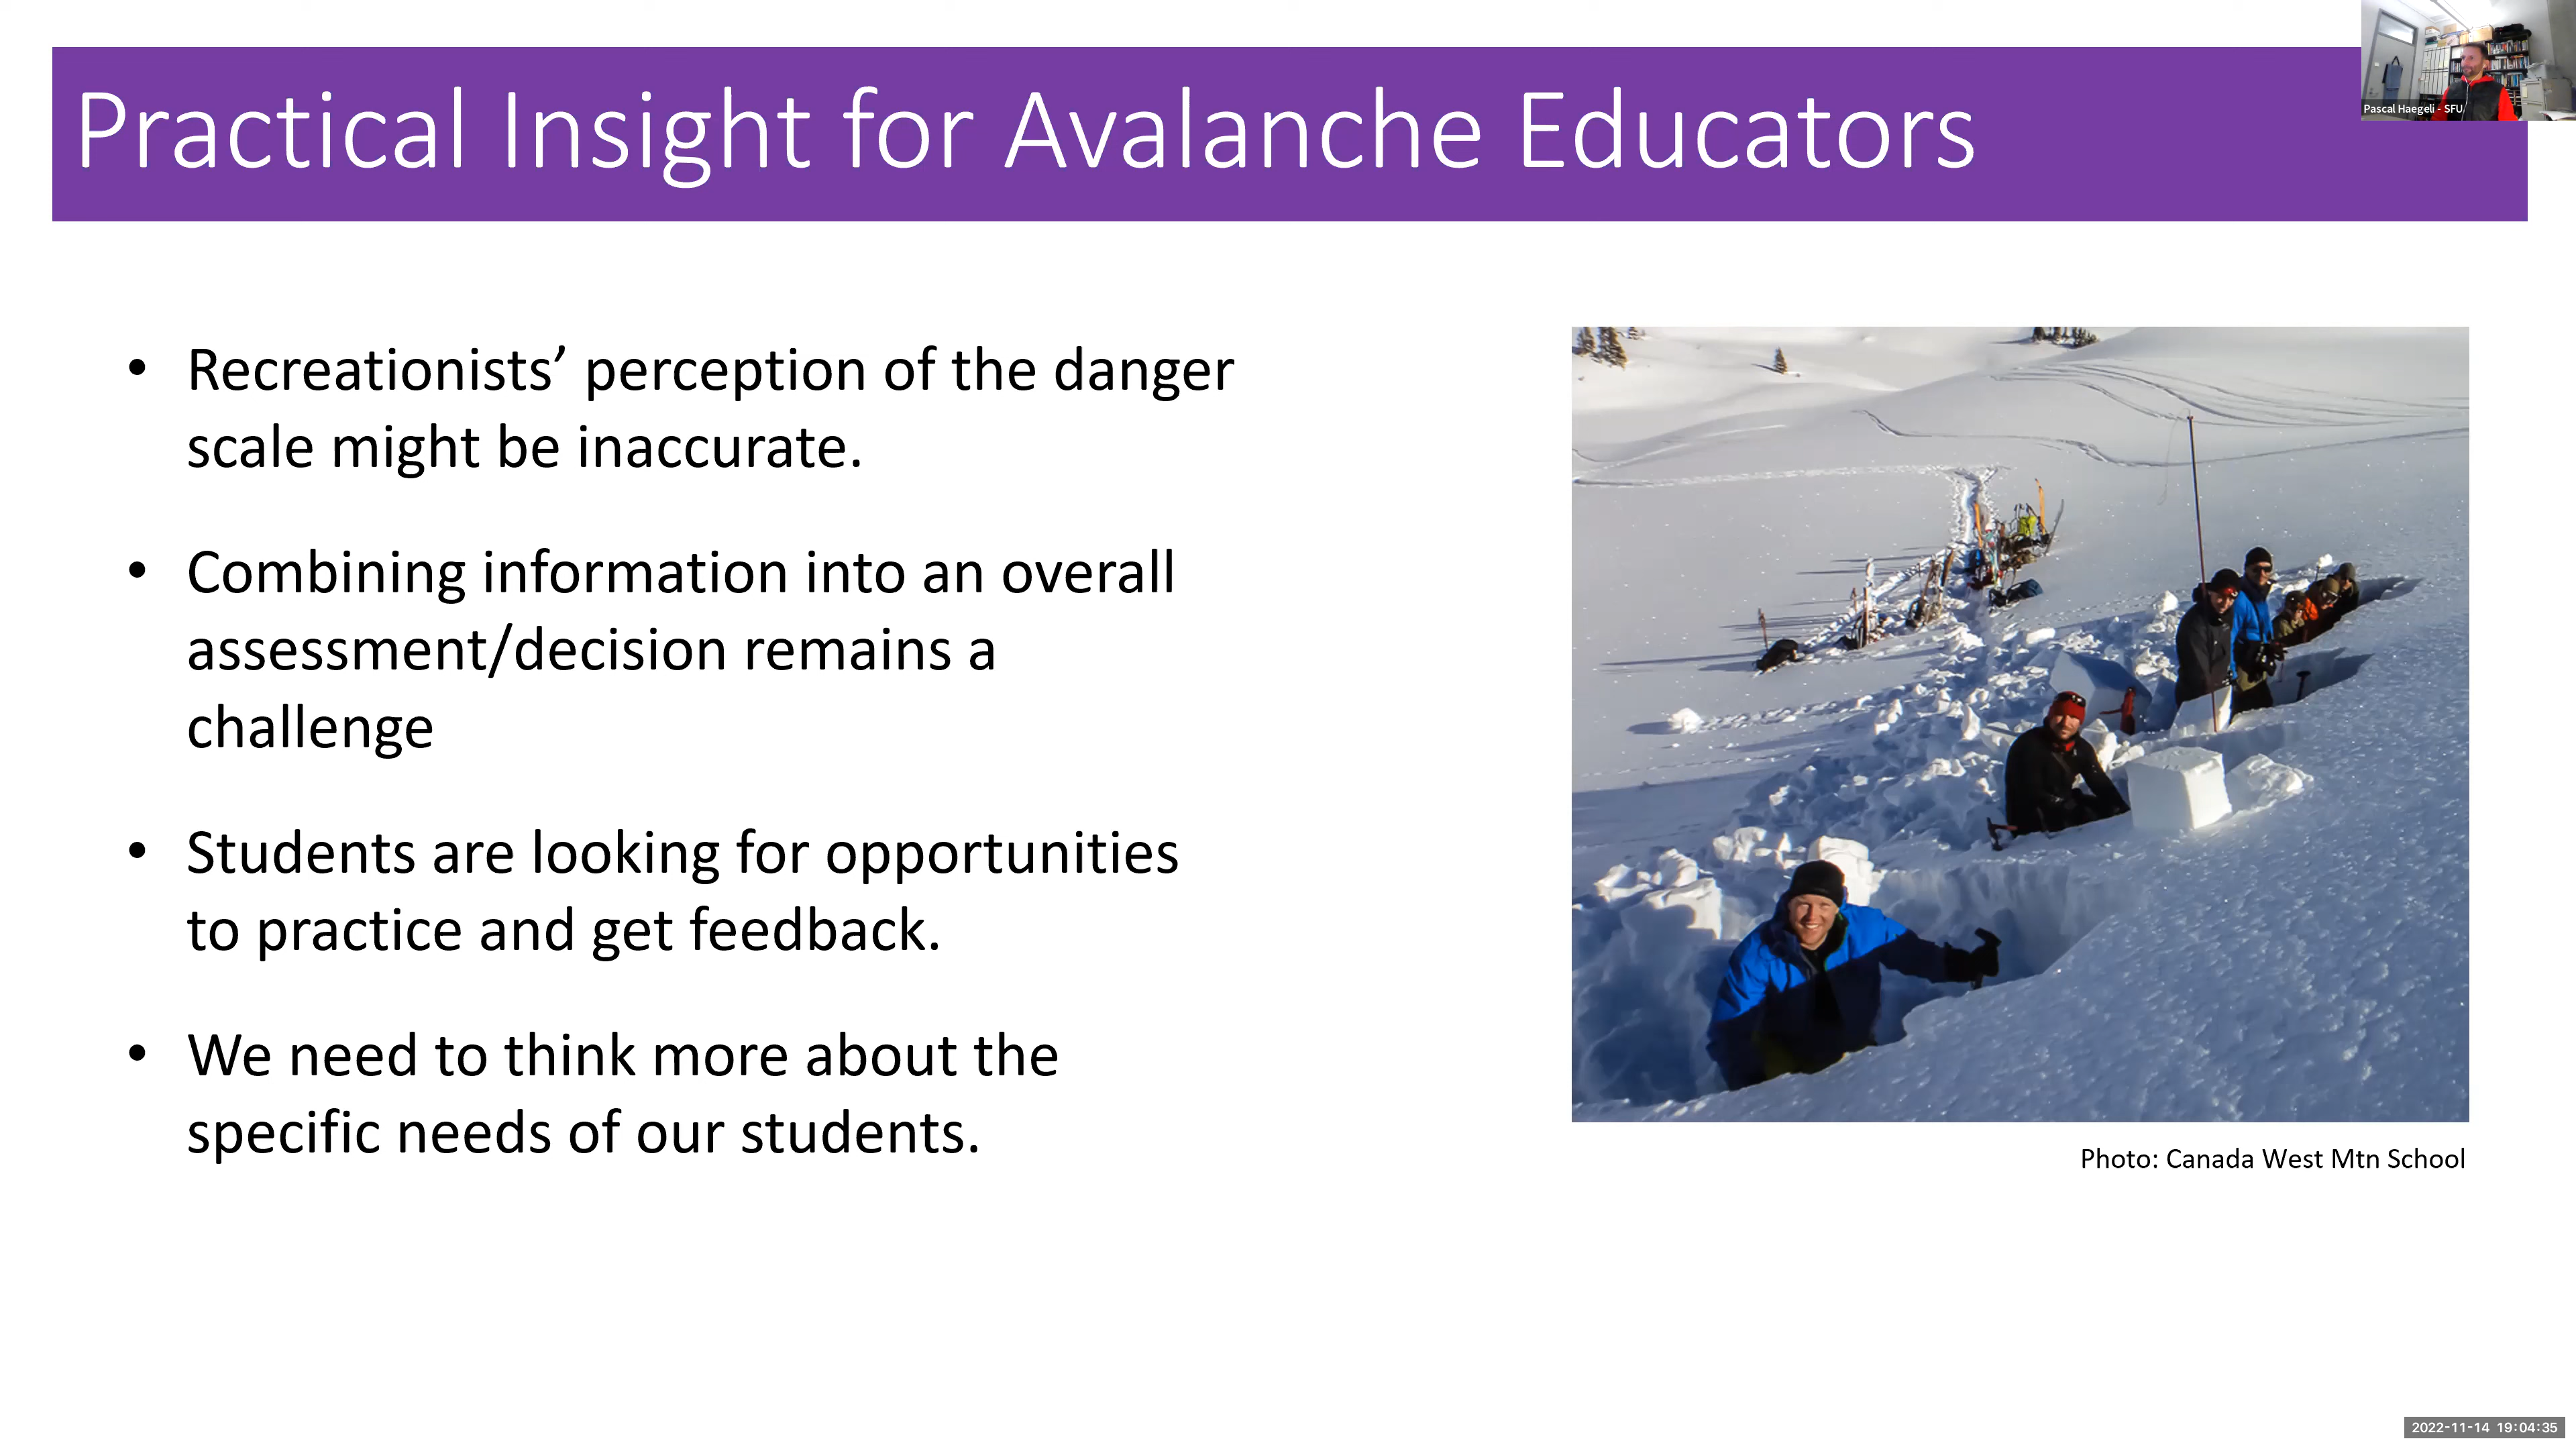 Practical Insight for Avalanche Educators
Pascal Haegeli - SFU
• Recreationists’ perception of the danger
scale might be inaccurate.
• Combining information into an overall
assessment/decision remains a
challenge
• Students are looking for opportunities
to practice and get feedback.
• We need to think more about the
specific needs of our students.
Photo: Canada West Mtn School
2022-11-14 19:04:35